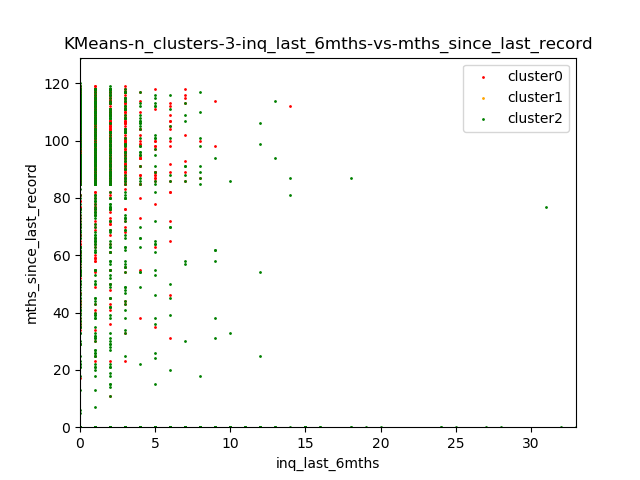 KMeans-n_clusters-3-inq_last_6mths-vs-mths_since_last_record
cluster0
cluster1
cluster2
mths_since_last_record
120
100
80
60
40
20
0
0 5 10 15 20 25 30
inq_last_6mths